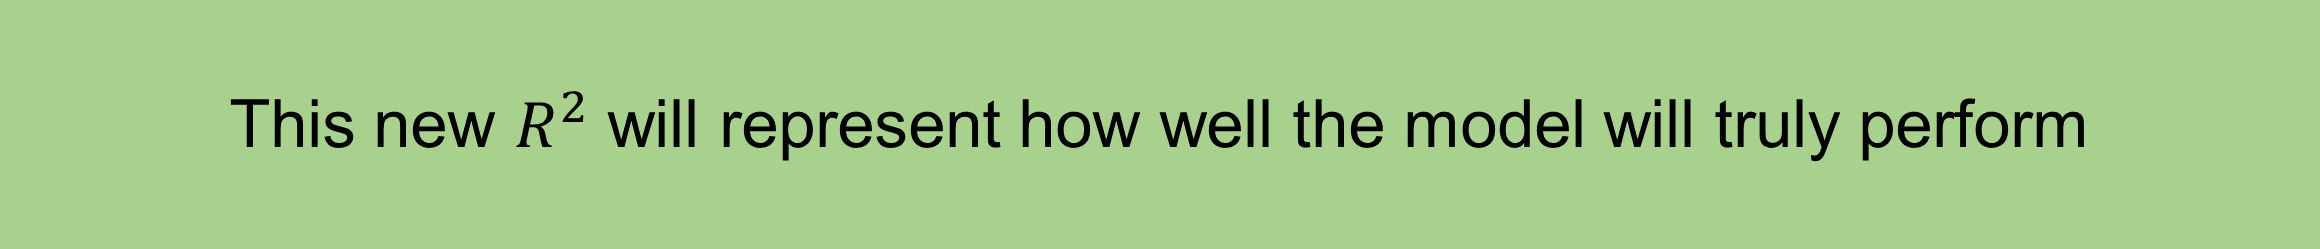 This new R² will represent how well the model will truly perform